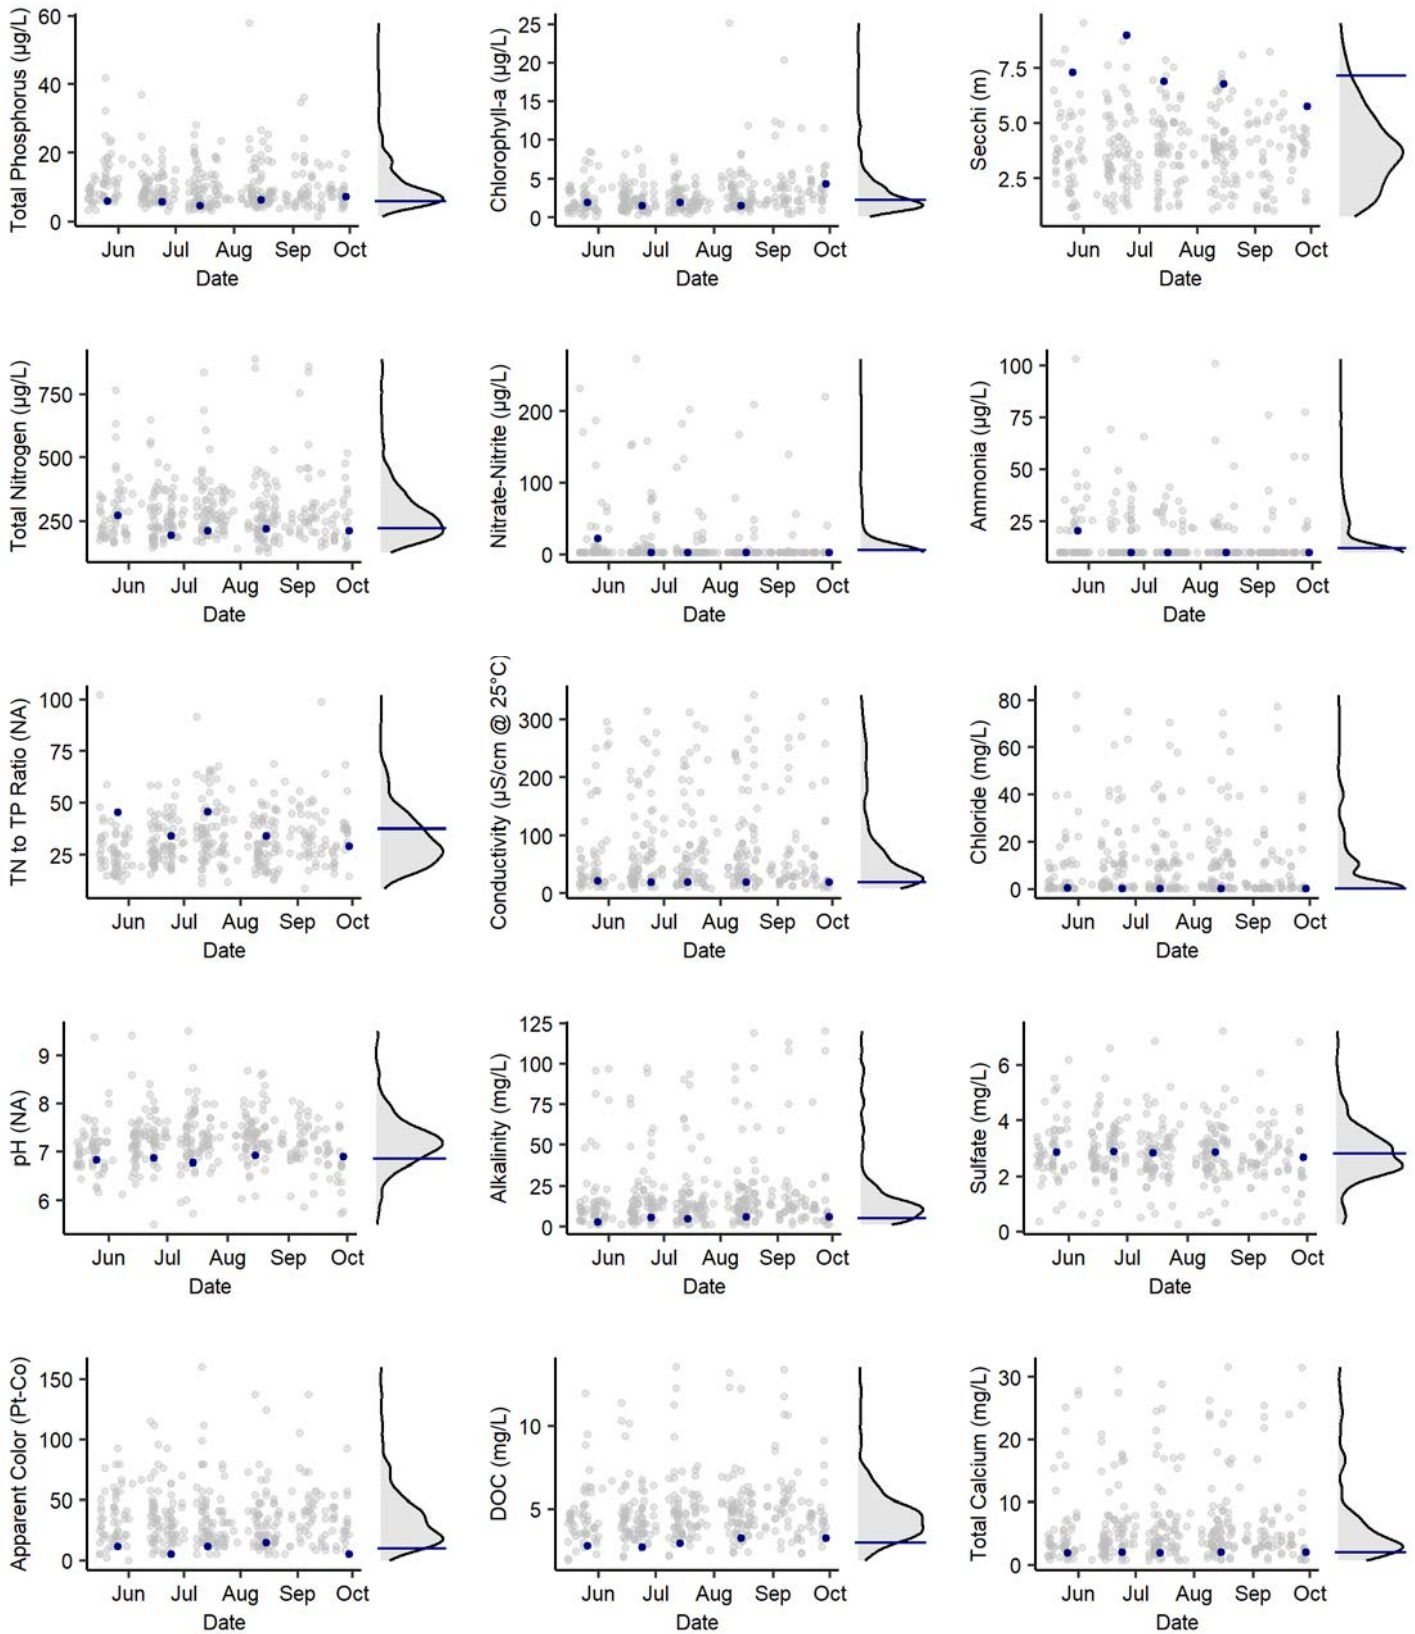 Total Phosphorus (µg/L)
60
40
20
0
Jun Jul Aug Sep Oct
Date
Chlorophyll-a (µg/L)
25
20
15
10
5
0
Jun Jul Aug Sep Oct
Date
Secchi (m)
7.5
5.0
2.5
Jun Jul Aug Sep Oct
Date
Total Nitrogen (µg/L)
750
500
250
Jun Jul Aug Sep Oct
Date
Nitrate-Nitrite (µg/L)
200
100
0
Jun Jul Aug Sep Oct
Date
Ammonia (µg/L)
100
75
50
25
Jun Jul Aug Sep Oct
Date
TN to TP Ratio (NA)
100
75
50
25
Jun Jul Aug Sep Oct
Date
Conductivity (µS/cm @ 25°C)
300
200
100
0
Jun Jul Aug Sep Oct
Date
Chloride (mg/L)
80
60
40
20
0
Jun Jul Aug Sep Oct
Date
pH (NA)
9
8
7
6
Jun Jul Aug Sep Oct
Date
Alkalinity (mg/L)
125
100
75
50
25
0
Jun Jul Aug Sep Oct
Date
Sulfate (mg/L)
6
4
2
0
Jun Jul Aug Sep Oct
Date
Apparent Color (Pt-Co)
150
100
50
0
Jun Jul Aug Sep Oct
Date
DOC (mg/L)
10
5
Jun Jul Aug Sep Oct
Date
Total Calcium (mg/L)
30
20
10
0
Jun Jul Aug Sep Oct
Date